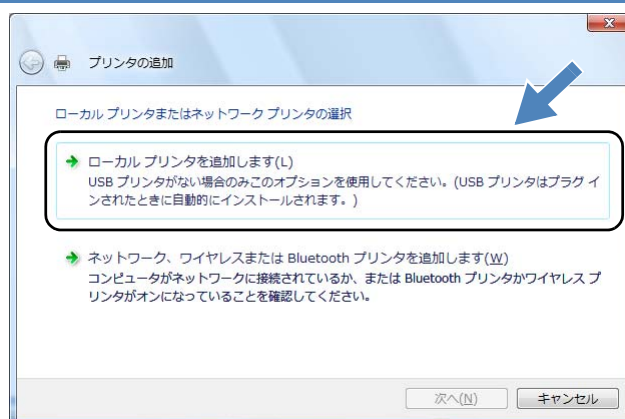 プリンタの追加
ローカル プリンタまたはネットワーク プリンタの選択
ローカル プリンタを追加します(L)
USB プリンタがない場合のみこのオプションを使用してください。(USB プリンタはプラグ イ
ンされたときに自動的にインストールされます。)
ネットワーク、ワイヤレスまたは Bluetooth プリンタを追加します(W)
コンピュータがネットワークに接続されているか、または Bluetooth プリンタかワイヤレス プ
リンタがオンになっていることを確認してください。
次へ(N)
キャンセル